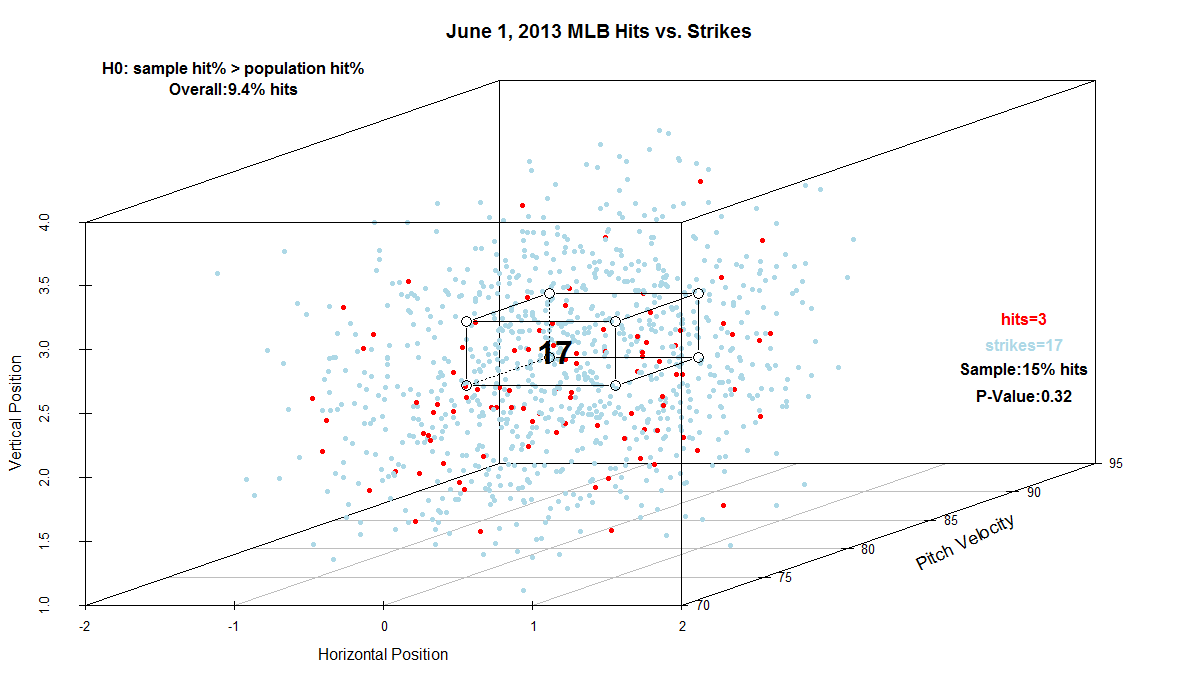 June 1, 2013 MLB Hits vs. Strikes
H0: sample hit% > population hit%
Overall:9.4% hits
4.0
3.5
3.0
2.5
2.0
1.5
1.0
Vertical Position
17
hits=3
strikes=17
Sample:15% hits
P-Value:0.32
95
90
85
80
75
70
Pitch Velocity
-2 -1 0 1 2
Horizontal Position